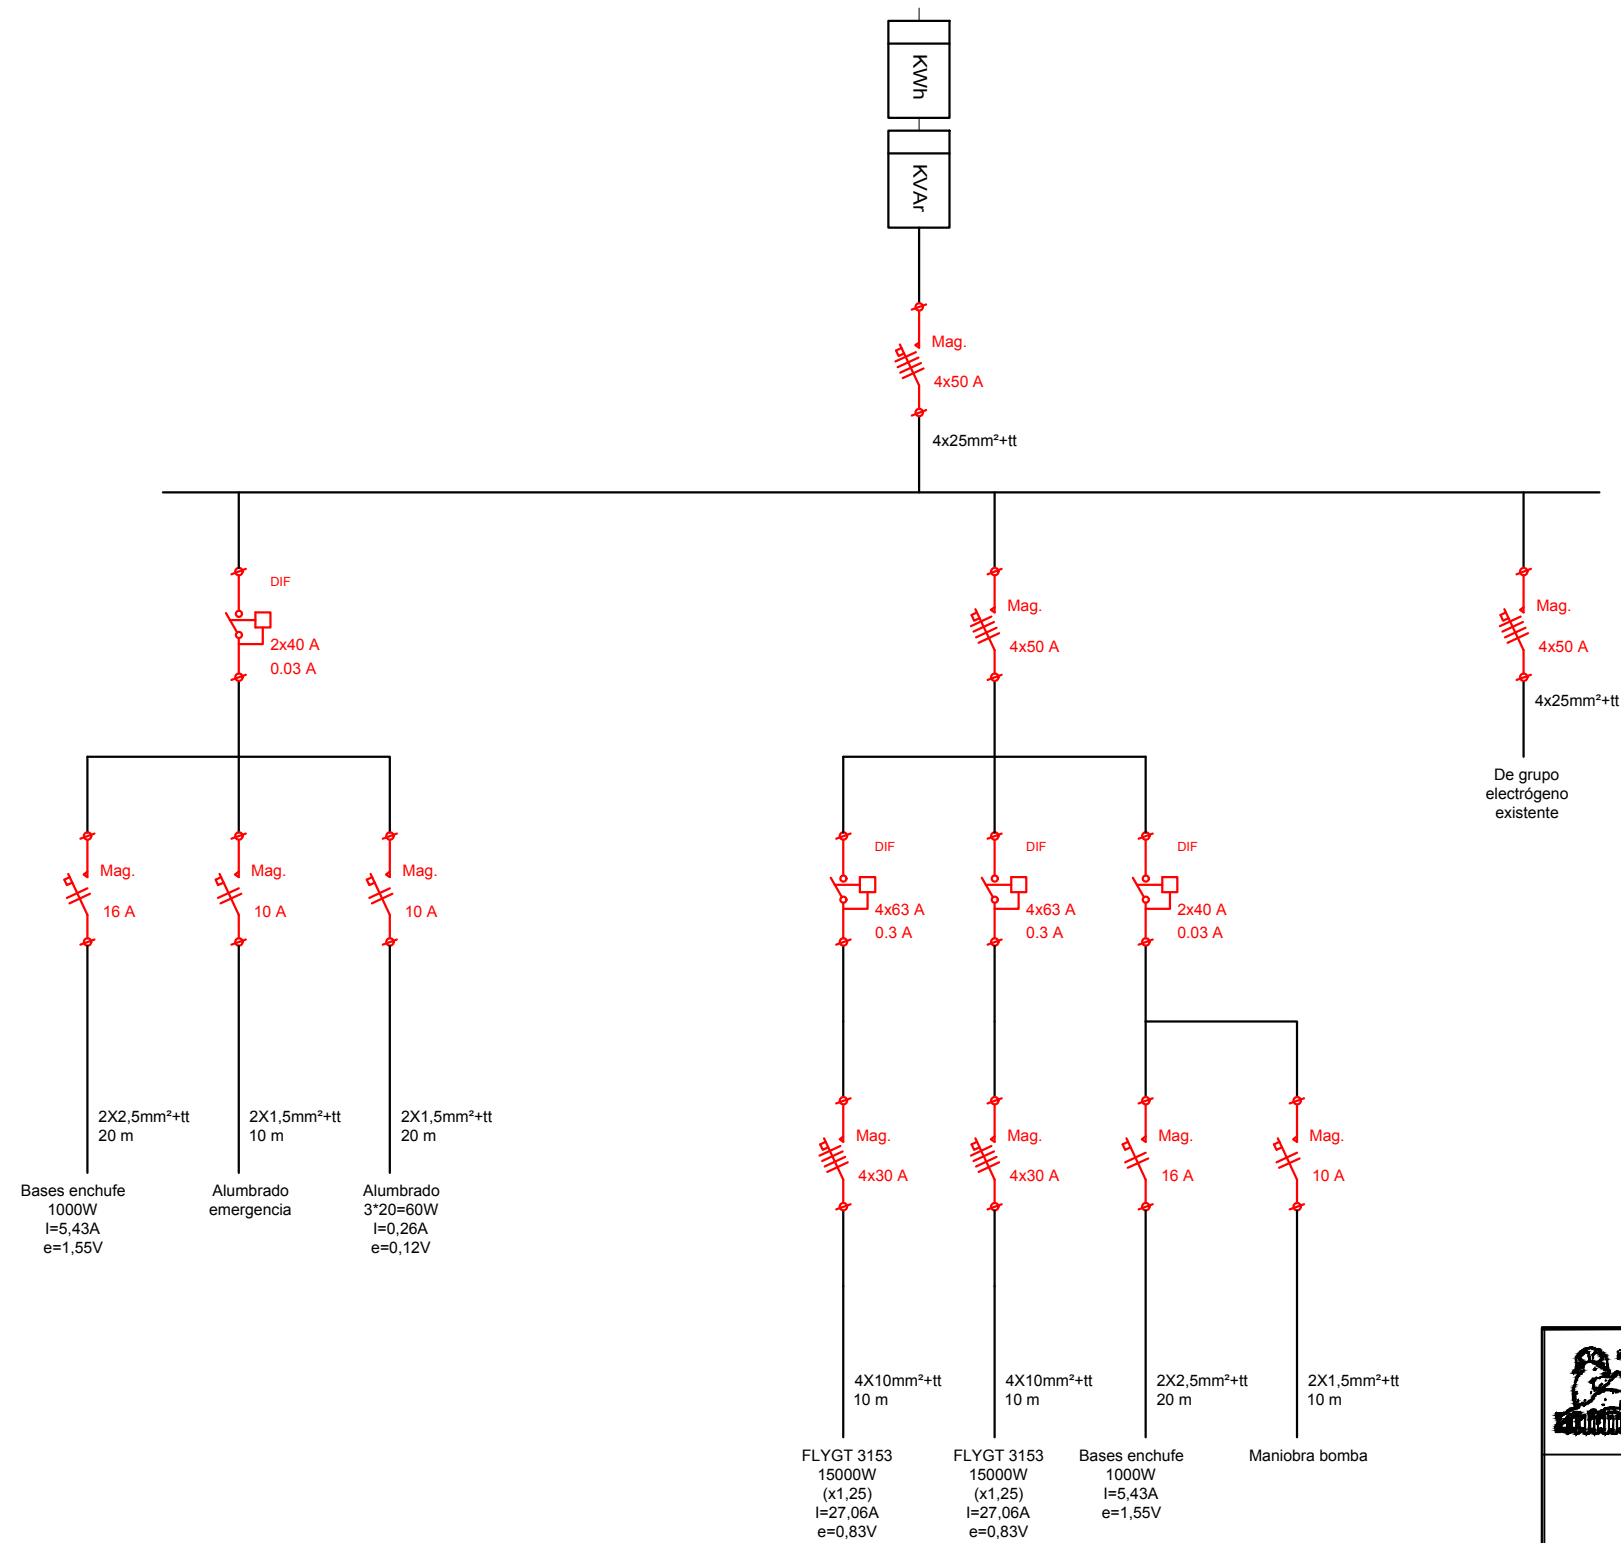 KWh
KVAr
Mag.
4x50 A
4x25mm²+tt
DIF
2x40 A
0.03 A
Mag.
4x50 A
Mag.
4x50 A
4x25mm²+tt
De grupo
electrógeno
existente
Mag.
16 A
Mag.
10 A
Mag.
10 A
DIF
4x63 A
0.3 A
DIF
4x63 A
0.3 A
DIF
2x40 A
0.03 A
2X2,5mm²+tt
20 m
2X1,5mm²+tt
10 m
2X1,5mm²+tt
20 m
Bases enchufe
1000W
I=5,43A
e=1,55V
Alumbrado
emergencia
Alumbrado
3*20=60W
I=0,26A
e=0,12V
Mag.
4x30 A
Mag.
4x30 A
Mag.
16 A
Mag.
10 A
4X10mm²+tt
10 m
4X10mm²+tt
10 m
2X2,5mm²+tt
20 m
2X1,5mm²+tt
10 m
FLYGT 3153
15000W
(x1,25)
I=27,06A
e=0,83V
FLYGT 3153
15000W
(x1,25)
I=27,06A
e=0,83V
Bases enchufe
1000W
I=5,43A
e=1,55V
Maniobra bomba